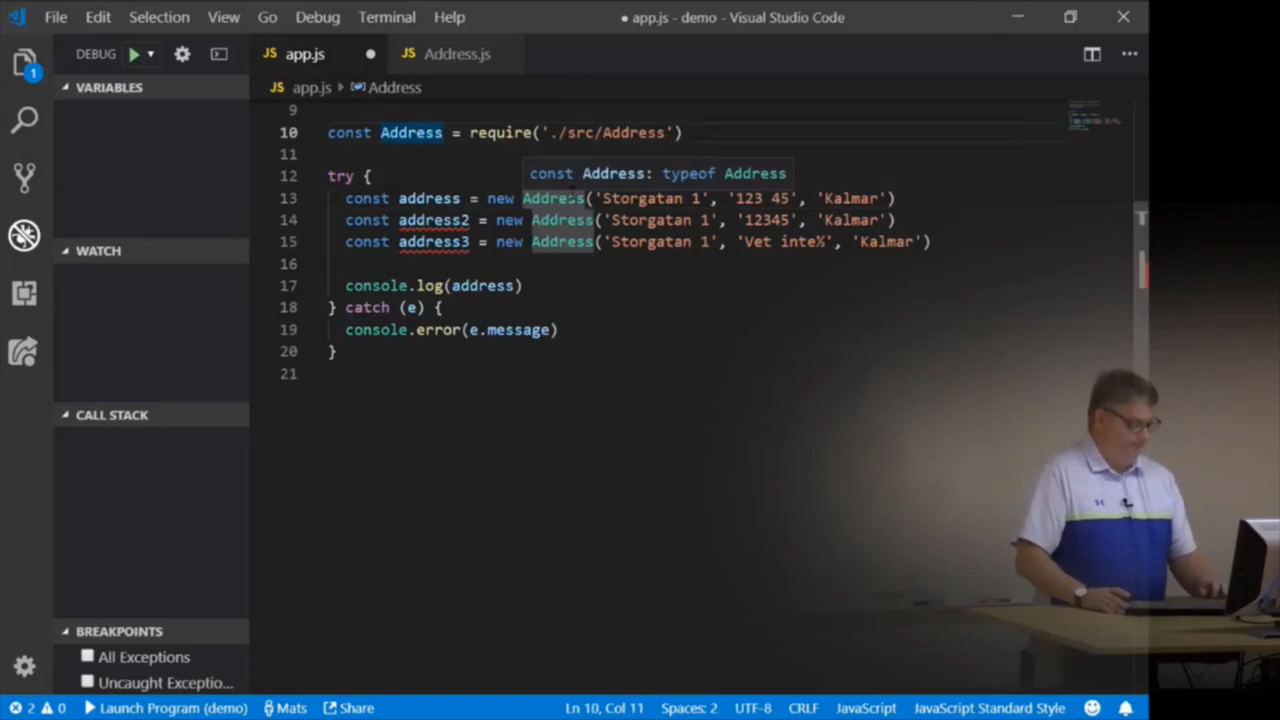 File Edit Selection View Go Debug Terminal Help ● app.js - demo - Visual Studio Code
DEBUG JS app.js ● JS Address.js
1
VARIABLES JS app.js Address
9
10 const Address = require('./src/Address')
11
const Address: typeof Address
12 try {
13 const address = new Address('Storgatan 1', '123 45', 'Kalmar')
14 const address2 = new Address('Storgatan 1', '12345', 'Kalmar')
15 const address3 = new Address('Storgatan 1', 'Vet inte%', 'Kalmar')
WATCH
16
17 console.log(address)
18 } catch (e) {
19 console.error(e.message)
20 }
21
CALL STACK
BREAKPOINTS
All Exceptions
Uncaught Exceptio...
2 0 Launch Program (demo) Mats Share Ln 10, Col 11 Spaces: 2 UTF-8 CRLF JavaScript JavaScript Standard Style